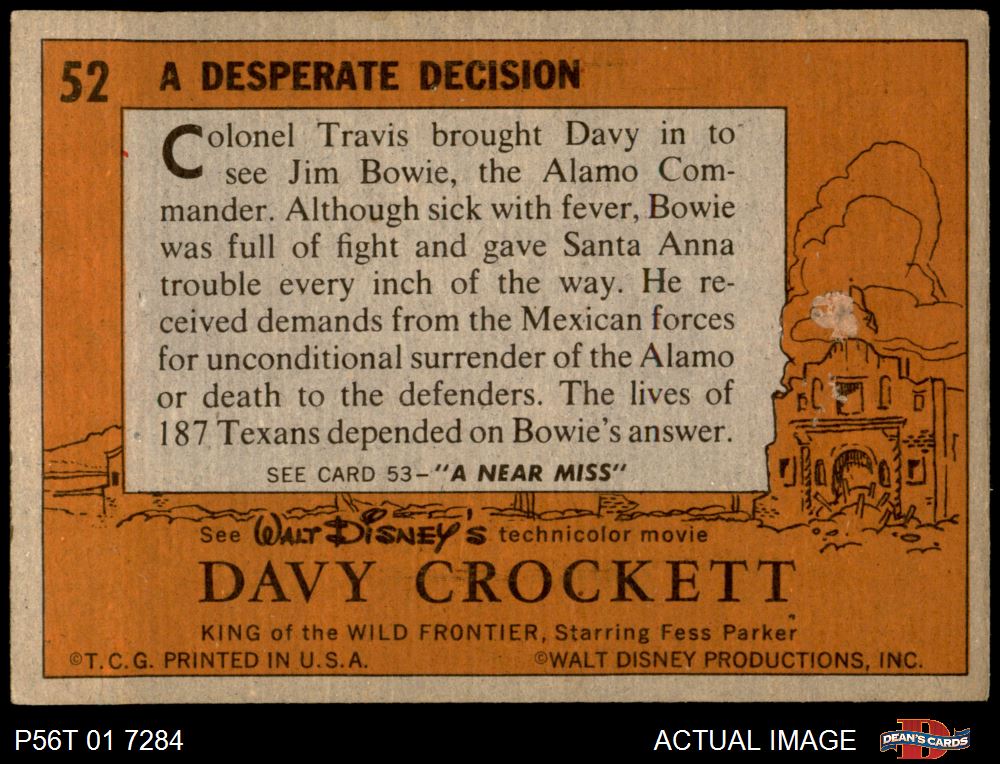 52 A DESPERATE DECISION
Colonel Travis brought Davy in to
see Jim Bowie, the Alamo Com-
mander. Although sick with fever, Bowie
was full of fight and gave Santa Anna
trouble every inch of the way. He re-
ceived demands from the Mexican forces
for unconditional surrender of the Alamo
or death to the defenders. The lives of
187 Texans depended on Bowie's answer.
SEE CARD 53-"A NEAR MISS"
See WALT DISNEY'S technicolor movie
DAVY CROCKETT
KING of the WILD FRONTIER, Starring Fess Parker
©T.C.G. PRINTED IN U.S.A. ©WALT DISNEY PRODUCTIONS, INC.
P56T 01 7284 ACTUAL IMAGE D DEAN'S CARDS